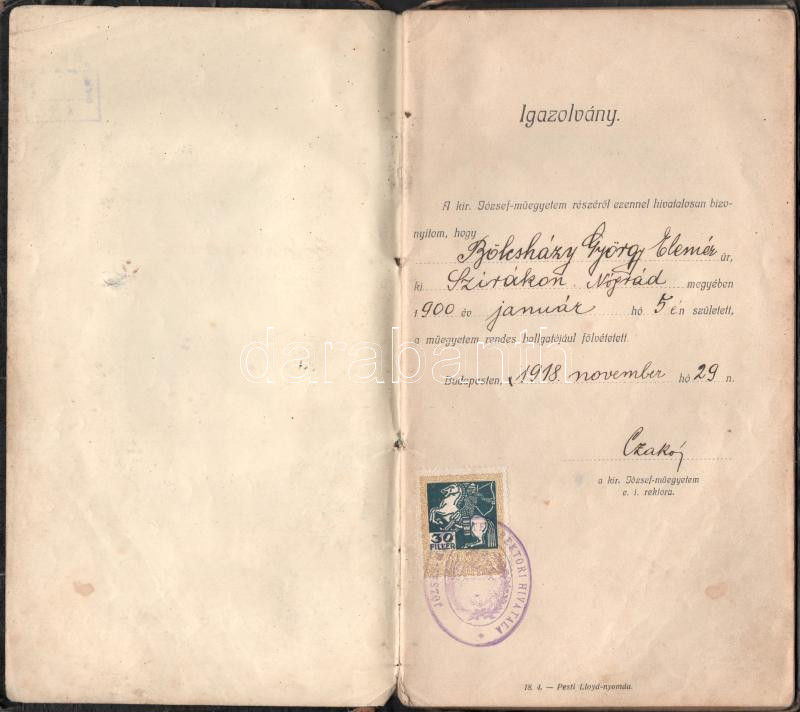 Igazolvány.
A kir. József-műegyetem részéről ezennel hivatalosan bizo-
nyítom, hogy
Bölcsházy György Elemér úr,
ki Szirákon Nógrád megyében
1900 év január hó 5 én született,
a műegyetem rendes hallgatójául fölvétetett.
Budapesten, 1918. november hó 29 n.
Czakó
a kir. József-műegyetem
e. i. rektora.
30
FILLÉR
REKTORI HIVATALA
darabanth
18. 4. — Pesti Lloyd-nyomda.